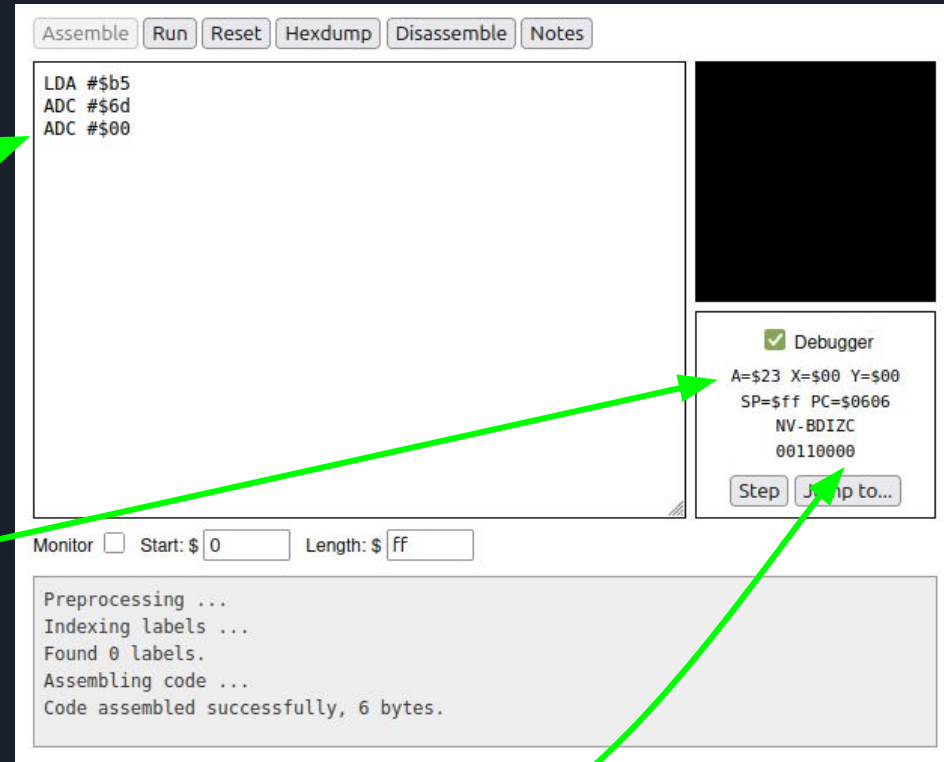 Assemble Run Reset Hexdump Disassemble Notes
LDA #$b5
ADC #$6d
ADC #$00
Debugger
A=$23 X=$00 Y=$00
SP=$ff PC=$0606
NV-BDIZC
00110000
Step Jump to...
Monitor Start: $ 0 Length: $ ff
Preprocessing ...
Indexing labels ...
Found 0 labels.
Assembling code ...
Code assembled successfully, 6 bytes.